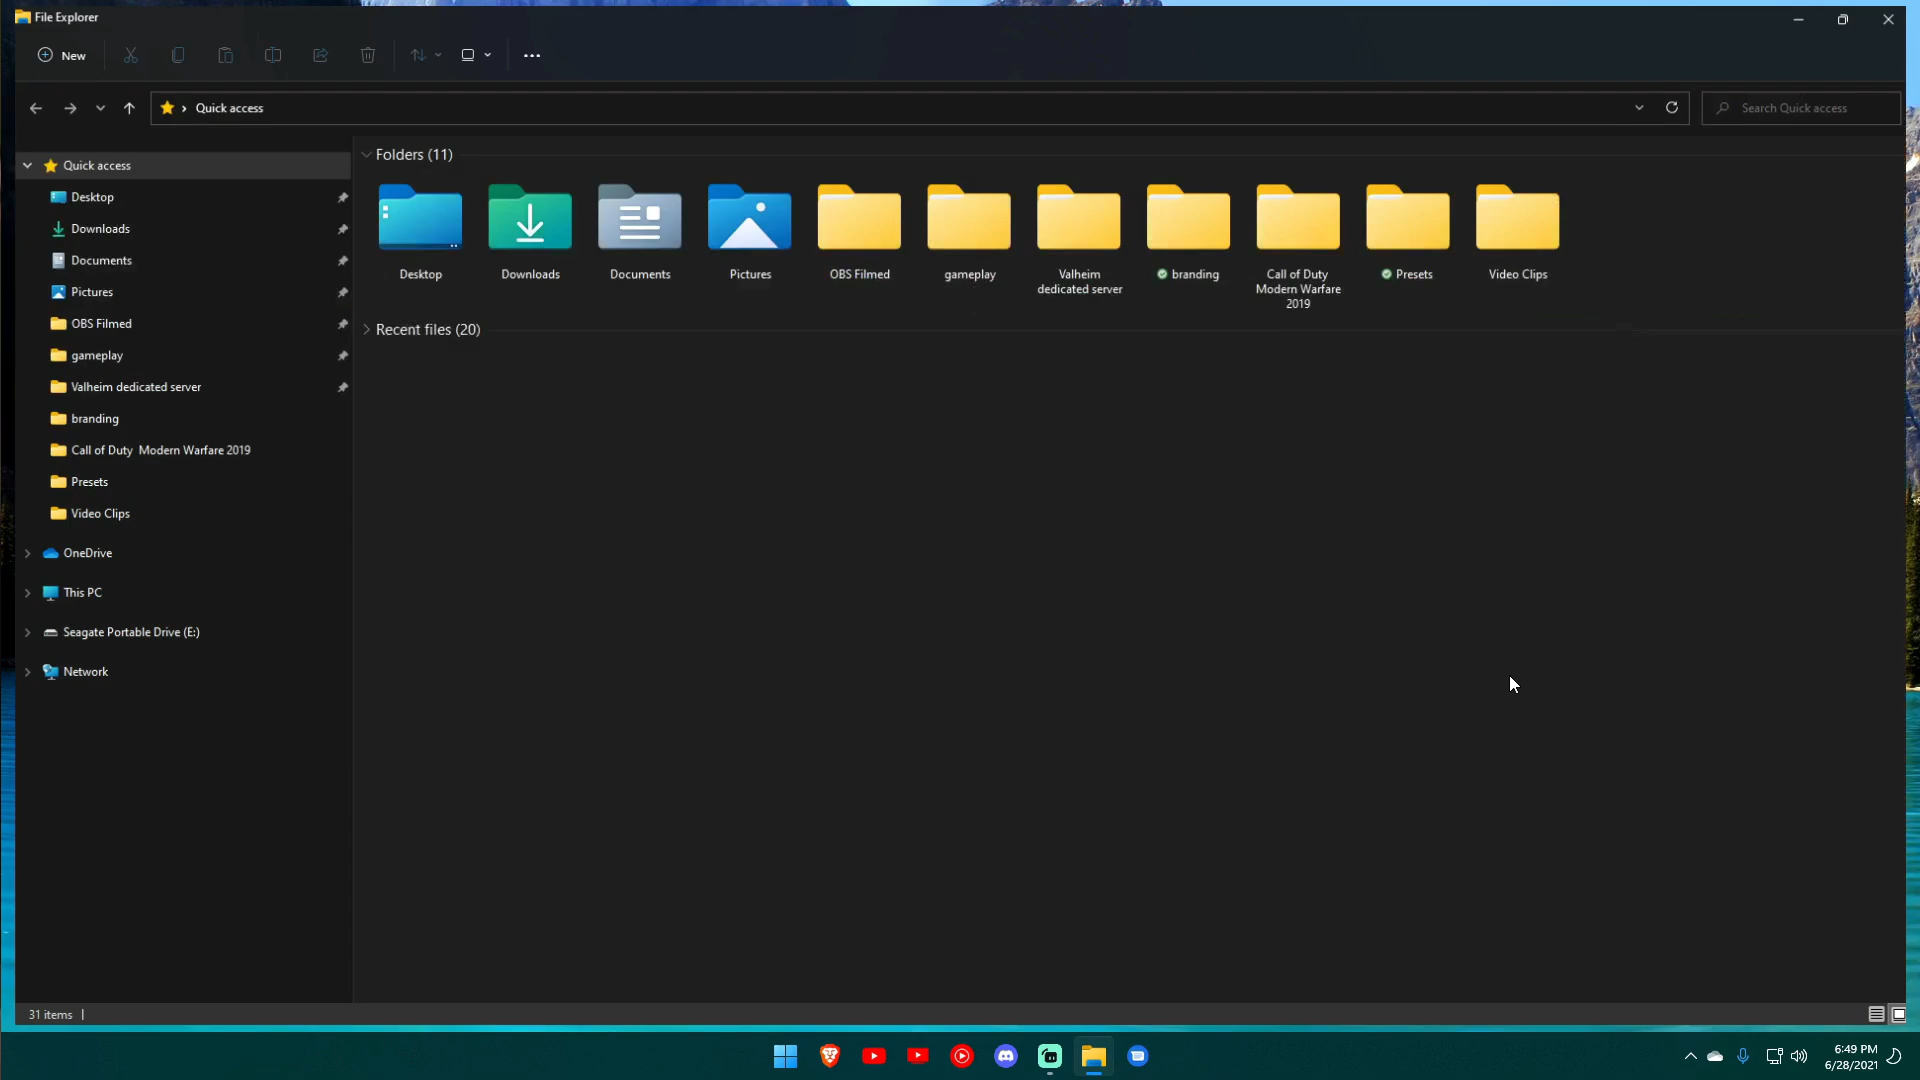 File Explorer
New
Quick access
Search Quick access
Quick access
Desktop
Downloads
Documents
Pictures
OBS Filmed
gameplay
Valheim dedicated server
branding
Call of Duty  Modern Warfare 2019
Presets
Video Clips
OneDrive
This PC
Seagate Portable Drive (E:)
Network
Folders (11)
Desktop
Downloads
Documents
Pictures
OBS Filmed
gameplay
Valheim
dedicated server
branding
Call of Duty
Modern Warfare
2019
Presets
Video Clips
Recent files (20)
31 items
6:49 PM
6/28/2021